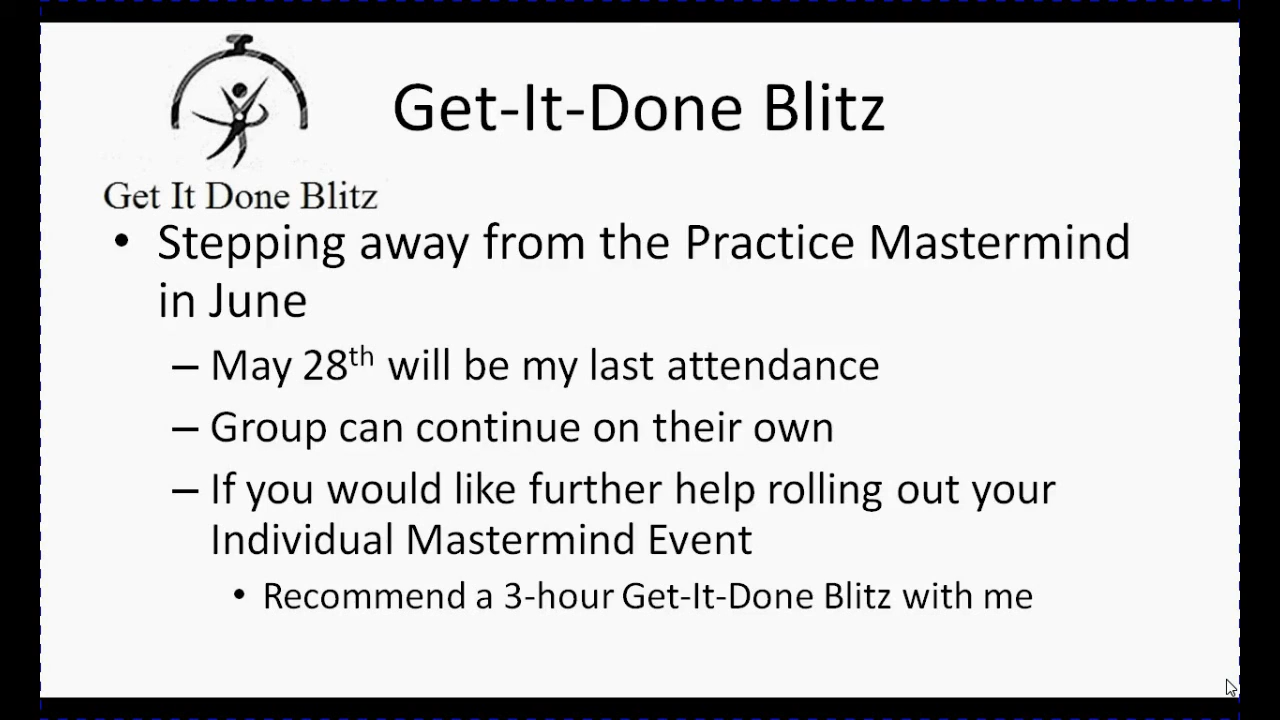 Get-It-Done Blitz
Get It Done Blitz
• Stepping away from the Practice Mastermind
in June
– May 28th will be my last attendance
– Group can continue on their own
– If you would like further help rolling out your
Individual Mastermind Event
• Recommend a 3-hour Get-It-Done Blitz with me